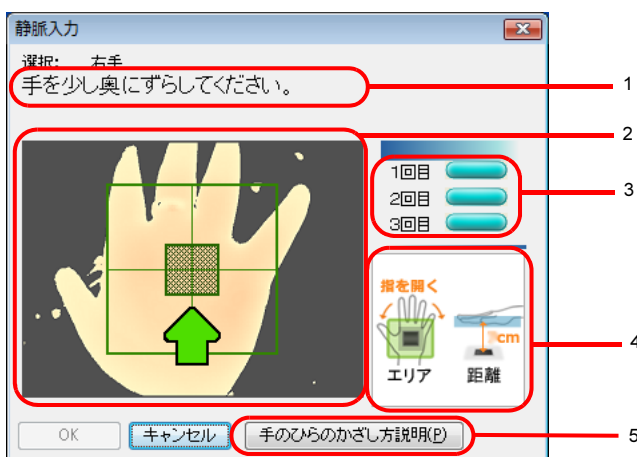 静脈入力
選択: 右手
手を少し奥にずらしてください。
1
2
1回目
2回目
3回目
3
指を開く
cm
エリア 距離
4
OK キャンセル 手のひらのかざし方説明(P)
5